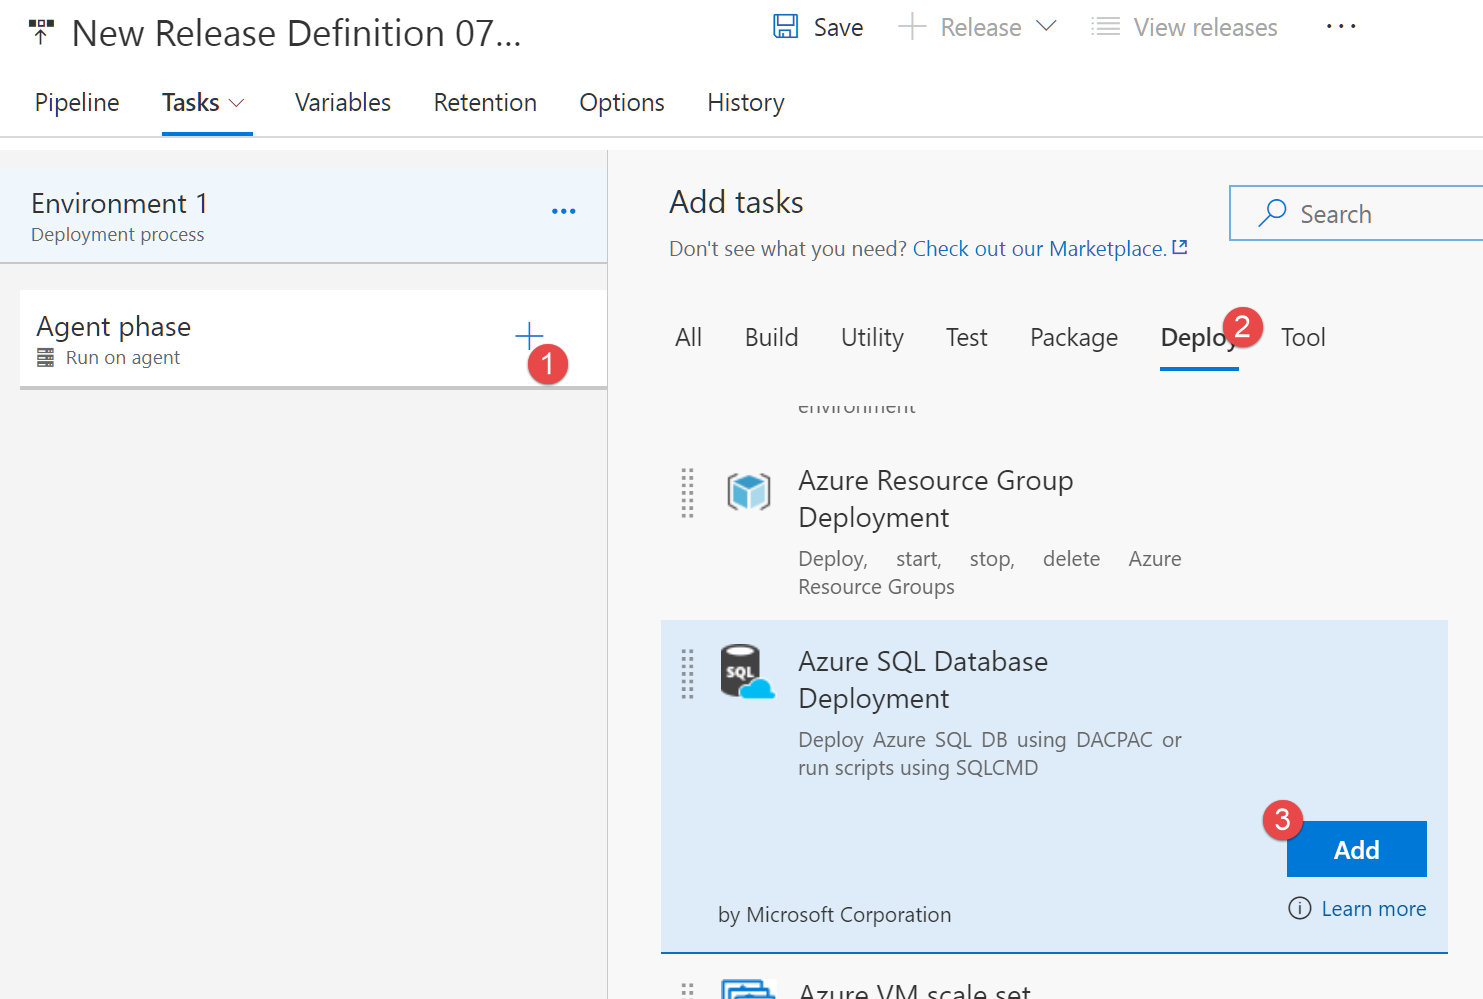 New Release Definition 07...
Save
Release
View releases
...
Pipeline
Tasks
Variables
Retention
Options
History
Environment 1
...
Deployment process
Agent phase
Run on agent
1
Add tasks
Search
Don't see what you need? Check out our Marketplace.
All
Build
Utility
Test
Package
Deploy
2
Tool
environment
Azure Resource Group
Deployment
Deploy, start, stop, delete Azure
Resource Groups
SQL
Azure SQL Database
Deployment
Deploy Azure SQL DB using DACPAC or
run scripts using SQLCMD
3
Add
by Microsoft Corporation
Learn more
Azure VM scale set